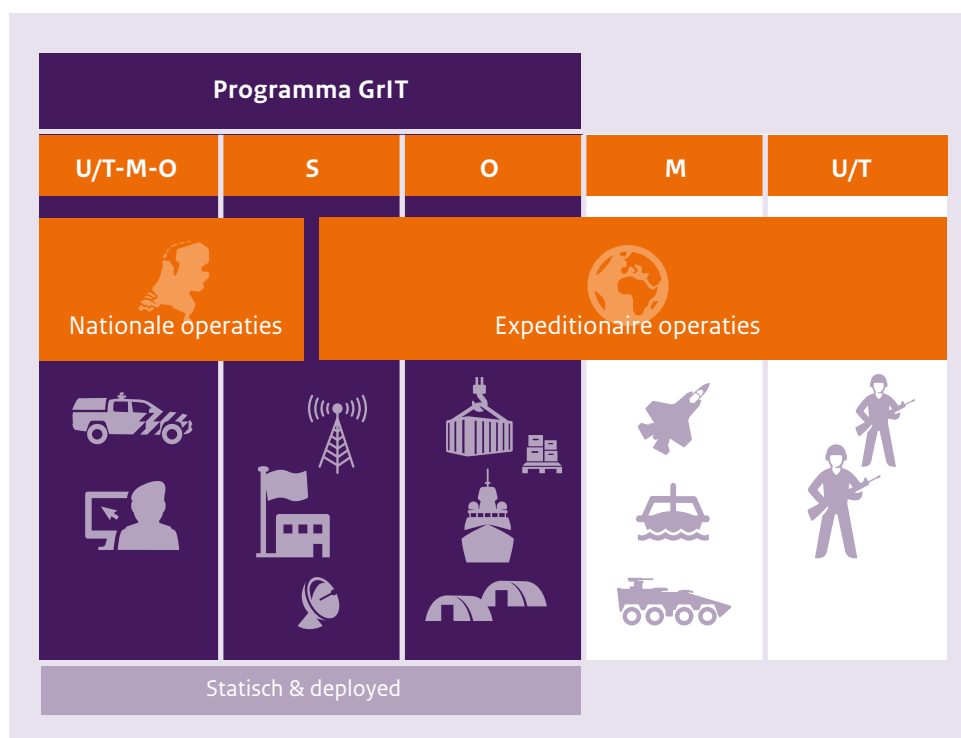 Programma GrIT
U/T-M-O
S
O
M
U/T
Nationale operaties
Expeditionaire operaties
Statisch & deployed